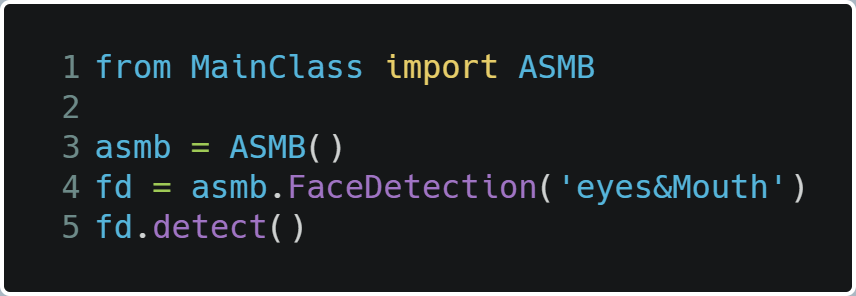 1 from MainClass import ASMB
2
3 asmb = ASMB()
4 fd = asmb.FaceDetection('eyes&Mouth')
5 fd.detect()